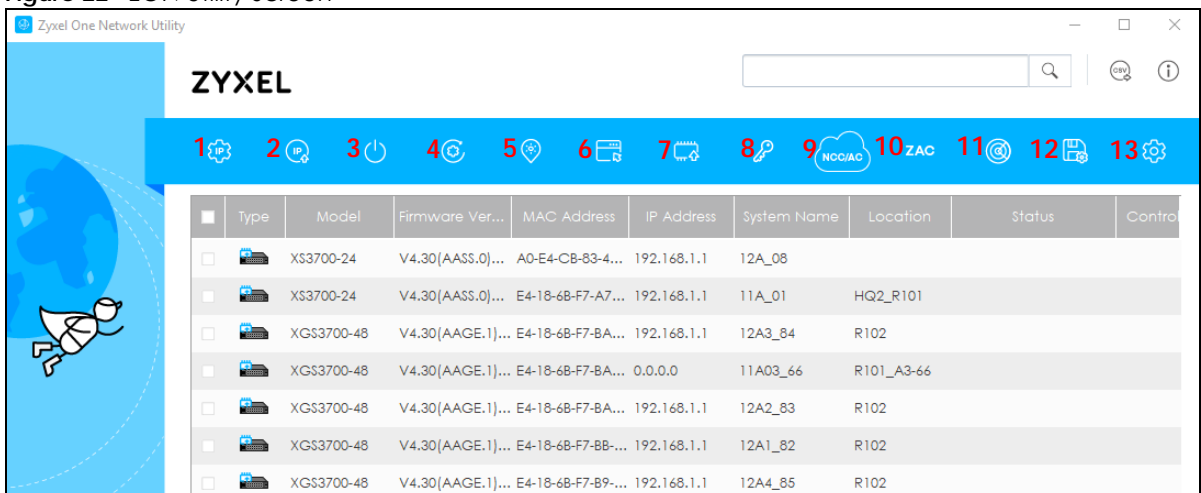 Zyxel One Network Utility
ZYXEL
CSV
1 IP 2 IP 3 4 5 6 7 8 9 NCC/AC 10 ZAC 11 12 13
Type Model Firmware Ver... MAC Address IP Address System Name Location Status Control
XS3700-24 V4.30(AASS.0)... A0-E4-CB-83-4... 192.168.1.1 12A_08
XS3700-24 V4.30(AASS.0)... E4-18-6B-F7-A7... 192.168.1.1 11A_01 HQ2_R101
XGS3700-48 V4.30(AAGE.1)... E4-18-6B-F7-BA... 192.168.1.1 12A3_84 R102
XGS3700-48 V4.30(AAGE.1)... E4-18-6B-F7-BA... 0.0.0.0 11A03_66 R101_A3-66
XGS3700-48 V4.30(AAGE.1)... E4-18-6B-F7-BA... 192.168.1.1 12A2_83 R102
XGS3700-48 V4.30(AAGE.1)... E4-18-6B-F7-BB-... 192.168.1.1 12A1_82 R102
XGS3700-48 V4.30(AAGE.1)... E4-18-6B-F7-B9-... 192.168.1.1 12A4_85 R102